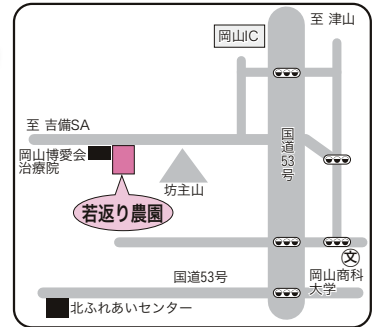 至 津山
岡山IC
至 吉備SA
国道53号
岡山博愛会
治療院
坊主山
若返り農園
文
岡山商科
大学
国道53号
北ふれあいセンター